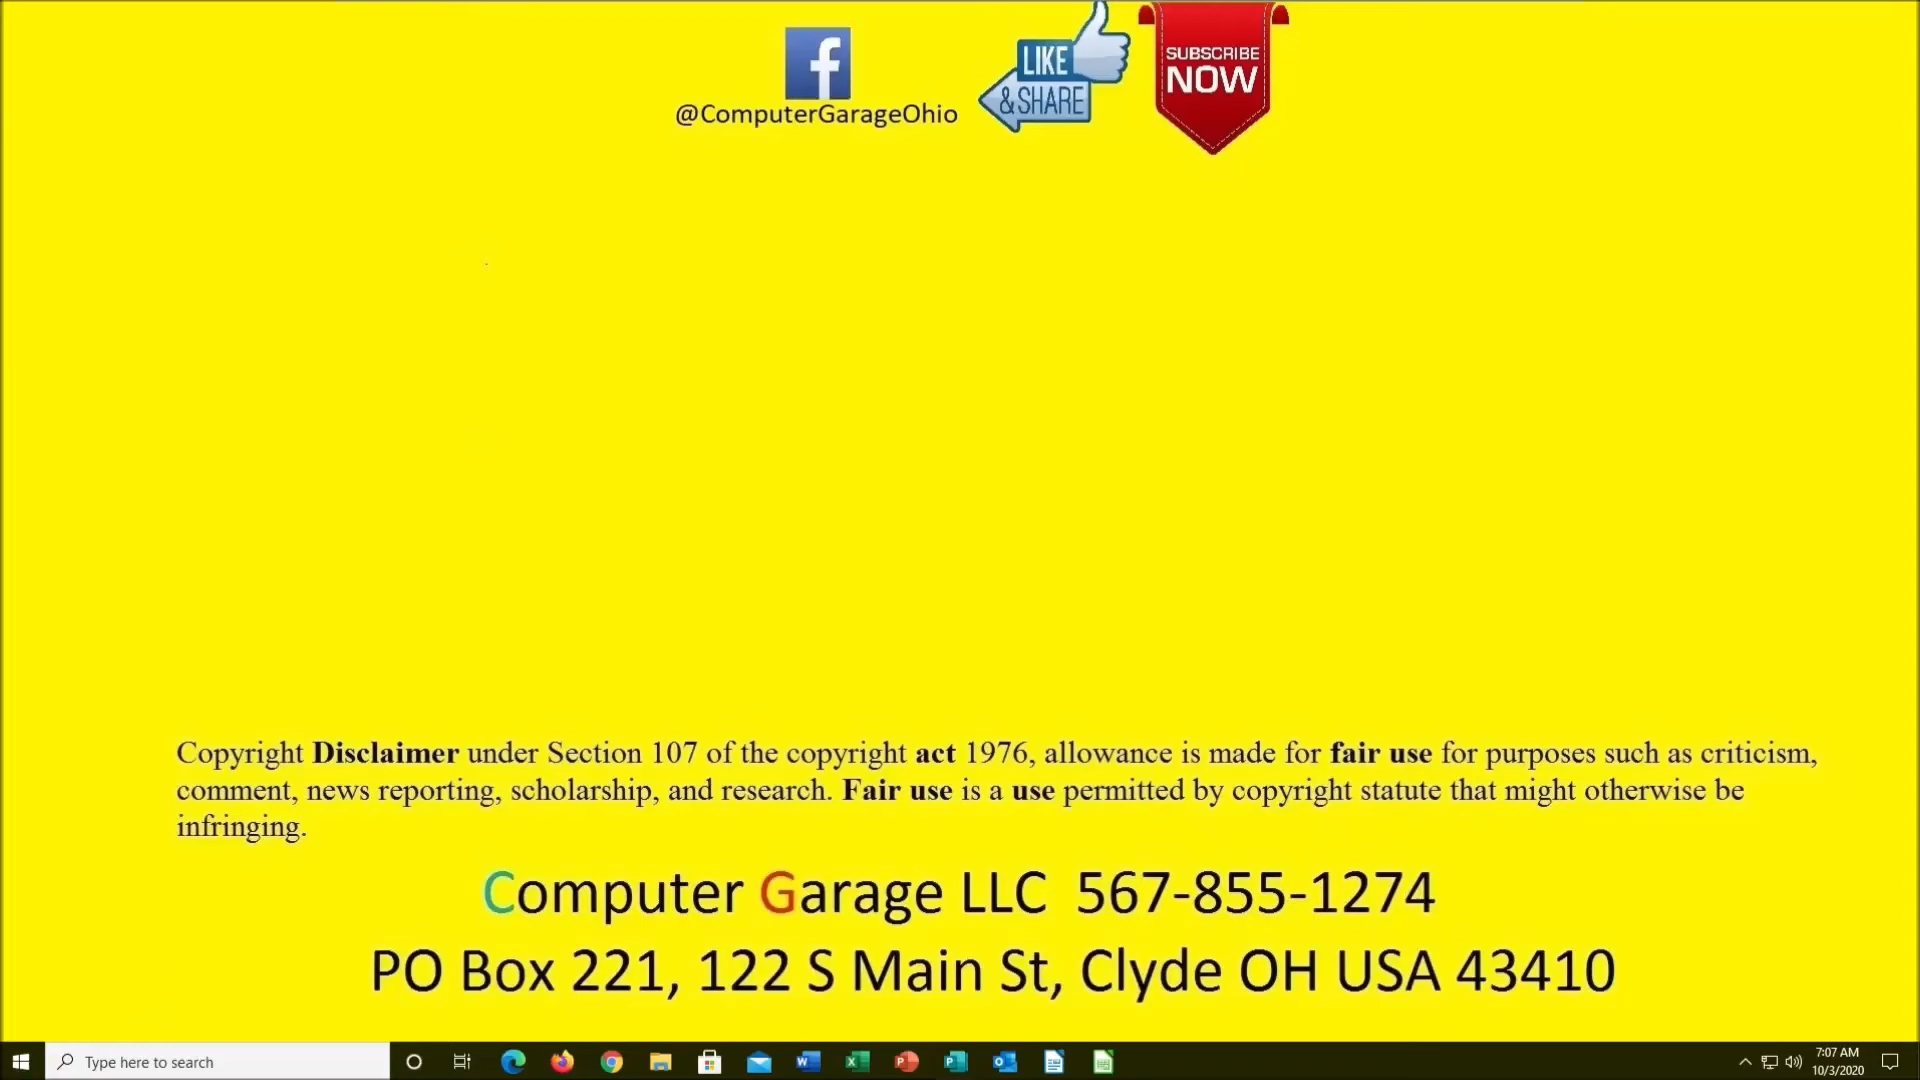 LIKE
& SHARE
SUBSCRIBE
NOW
@ComputerGarageOhio
Copyright Disclaimer under Section 107 of the copyright act 1976, allowance is made for fair use for purposes such as criticism,
comment, news reporting, scholarship, and research. Fair use is a use permitted by copyright statute that might otherwise be
infringing.
Computer Garage LLC 567-855-1274
PO Box 221, 122 S Main St, Clyde OH USA 43410
Type here to search
7:07 AM
10/3/2020